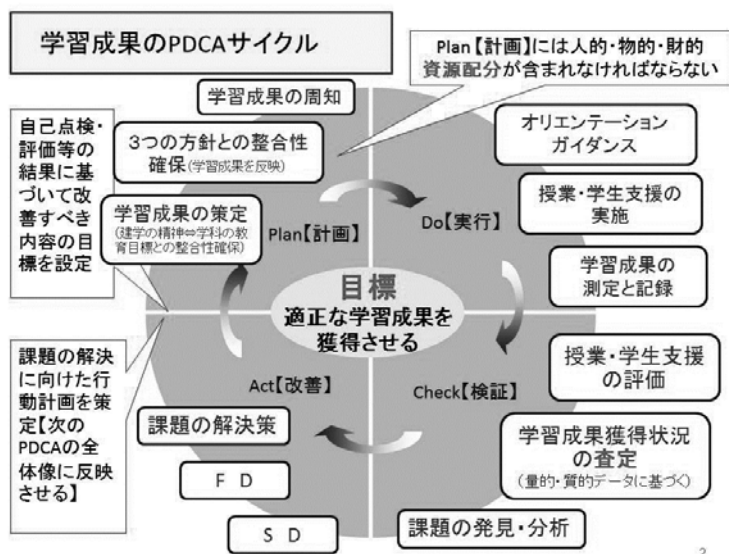 学習成果のPDCAサイクル
Plan【計画】には人的・物的・財的
資源配分が含まれなければならない
学習成果の周知
3つの方針との整合性
確保(学習成果を反映)
学習成果の策定
(建学の精神⇔学科の教
育目標との整合性確保)
自己点検・
評価等の
結果に基
づいて改
善すべき
内容の目
標を設定
Plan【計画】
Do【実行】
オリエンテーション
ガイダンス
授業・学生支援の
実施
学習成果の
測定と記録
目標
適正な学習成果を
獲得させる
授業・学生支援
の評価
Check【検証】
学習成果獲得状況
の査定
(量的・質的データに基づく)
課題の発見・分析
Act【改善】
課題の解決策
FD
SD
課題の解決
に向けた行
動計画を策
定【次の
PDCAの全
体像に反映
させる】
2